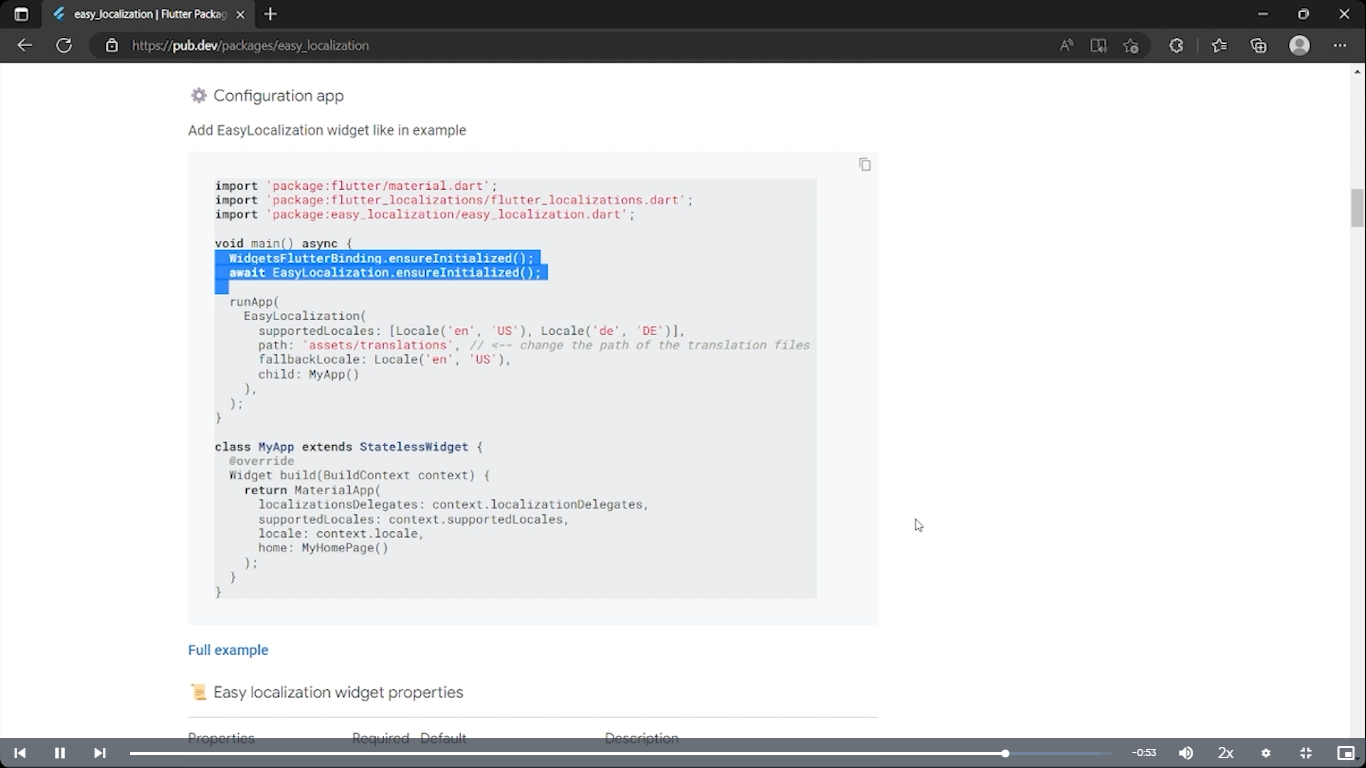 easy_localization | Flutter Packag
https://pub.dev/packages/easy_localization
Configuration app
Add EasyLocalization widget like in example
import 'package:flutter/material.dart';
import 'package:flutter_localizations/flutter_localizations.dart';
import 'package:easy_localization/easy_localization.dart';
void main() async {
WidgetsFlutterBinding.ensureInitialized();
await EasyLocalization.ensureInitialized();
runApp(
EasyLocalization(
supportedLocales: [Locale('en', 'US'), Locale('de', 'DE')],
path: 'assets/translations', // <-- change the path of the translation files
fallbackLocale: Locale('en', 'US'),
child: MyApp()
),
);
}
class MyApp extends StatelessWidget {
@override
Widget build(BuildContext context) {
return MaterialApp(
localizationsDelegates: context.localizationDelegates,
supportedLocales: context.supportedLocales,
locale: context.locale,
home: MyHomePage()
);
}
}
Full example
Easy localization widget properties
Properties Required Default Description
-0:53 2x